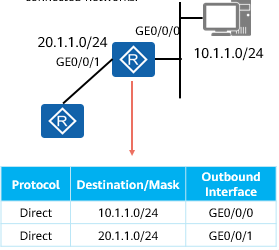 connected networks.
20.1.1.0/24
GE0/0/0
GE0/0/1
10.1.1.0/24
R
R
Protocol Destination/Mask Outbound Interface
Direct 10.1.1.0/24 GE0/0/0
Direct 20.1.1.0/24 GE0/0/1